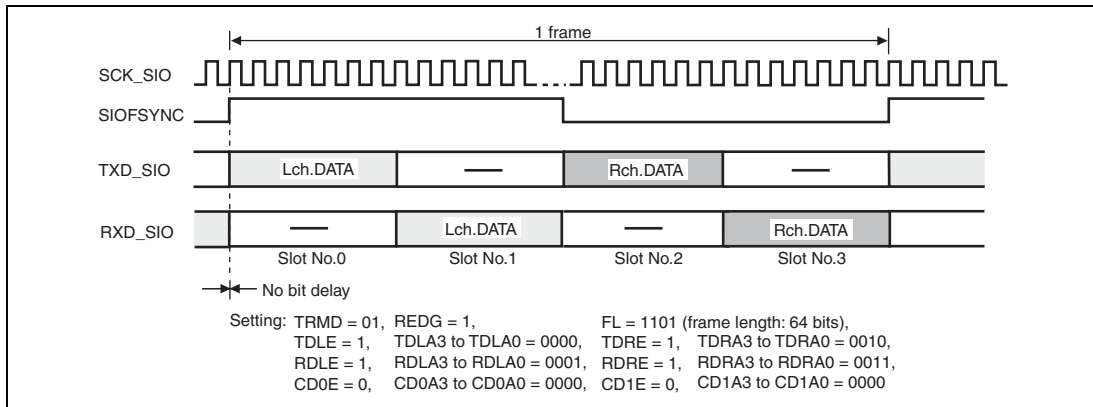 1 frame
SCK_SIO
SIOFSYNC
TXD_SIO Lch.DATA — Rch.DATA —
RXD_SIO — Lch.DATA — Rch.DATA
Slot No.0 Slot No.1 Slot No.2 Slot No.3
No bit delay
Setting: TRMD = 01, REDG = 1, FL = 1101 (frame length: 64 bits),
TDLE = 1, TDLA3 to TDLA0 = 0000, TDRE = 1, TDRA3 to TDRA0 = 0010,
RDLE = 1, RDLA3 to RDLA0 = 0001, RDRE = 1, RDRA3 to RDRA0 = 0011,
CD0E = 0, CD0A3 to CD0A0 = 0000, CD1E = 0, CD1A3 to CD1A0 = 0000